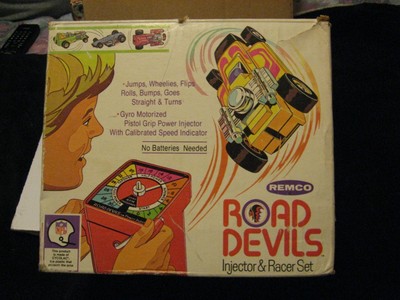 -Jumps, Wheelies, Flips
Rolls, Bumps, Goes
Straight & Turns
-Gyro Motorized
Pistol Grip Power Injector
With Calibrated Speed Indicator
No Batteries Needed
REMCO
ROAD
DEVILS
Injector & Racer Set